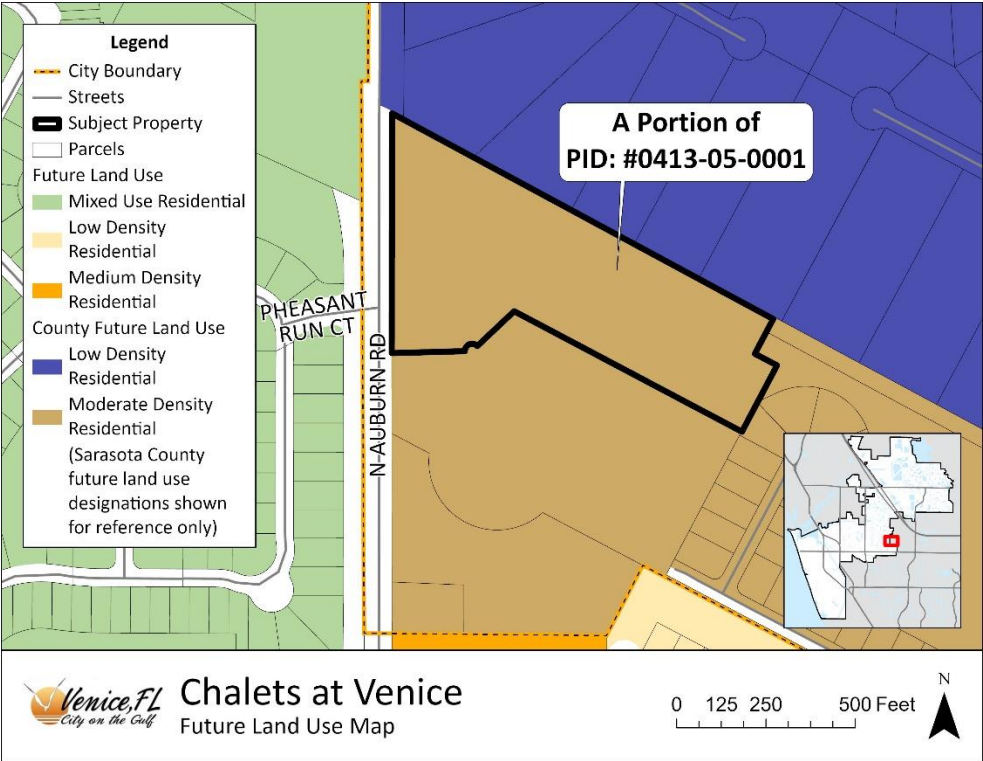 Legend
City Boundary
Streets
Subject Property
Parcels
Future Land Use
Mixed Use Residential
Low Density
Residential
Medium Density
Residential
County Future Land Use
Low Density
Residential
Moderate Density
Residential
(Sarasota County
future land use
designations shown
for reference only)
A Portion of
PID: #0413-05-0001
PHEASANT
RUN CT
N AUBURN RD
Venice, FL
City on the Gulf
Chalets at Venice
Future Land Use Map
0 125 250 500 Feet
N